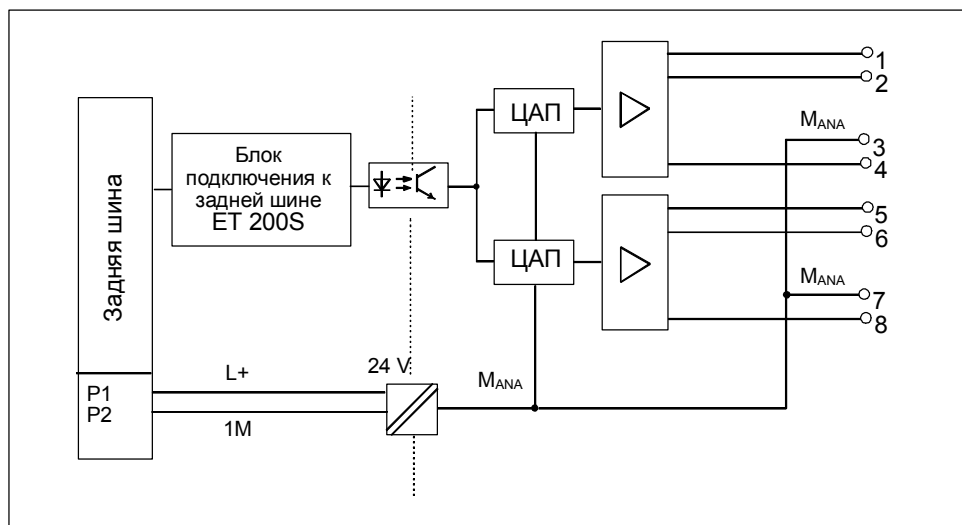 1
2
ЦАП
MANA
3
4
Блок
подключения к
задней шине
ET 200S
Задняя шина
5
6
ЦАП
MANA
7
8
24 V
L+
P1
P2
MANA
1M